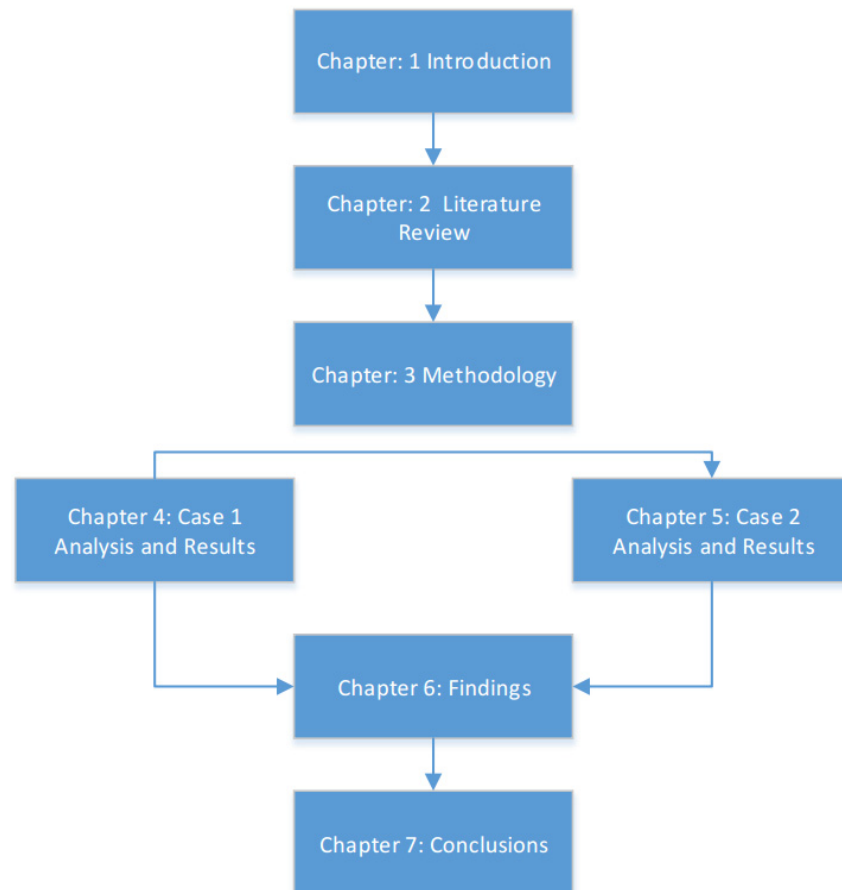 Chapter: 1 Introduction
Chapter: 2 Literature
Review
Chapter: 3 Methodology
Chapter 4: Case 1
Analysis and Results
Chapter 5: Case 2
Analysis and Results
Chapter 6: Findings
Chapter 7: Conclusions